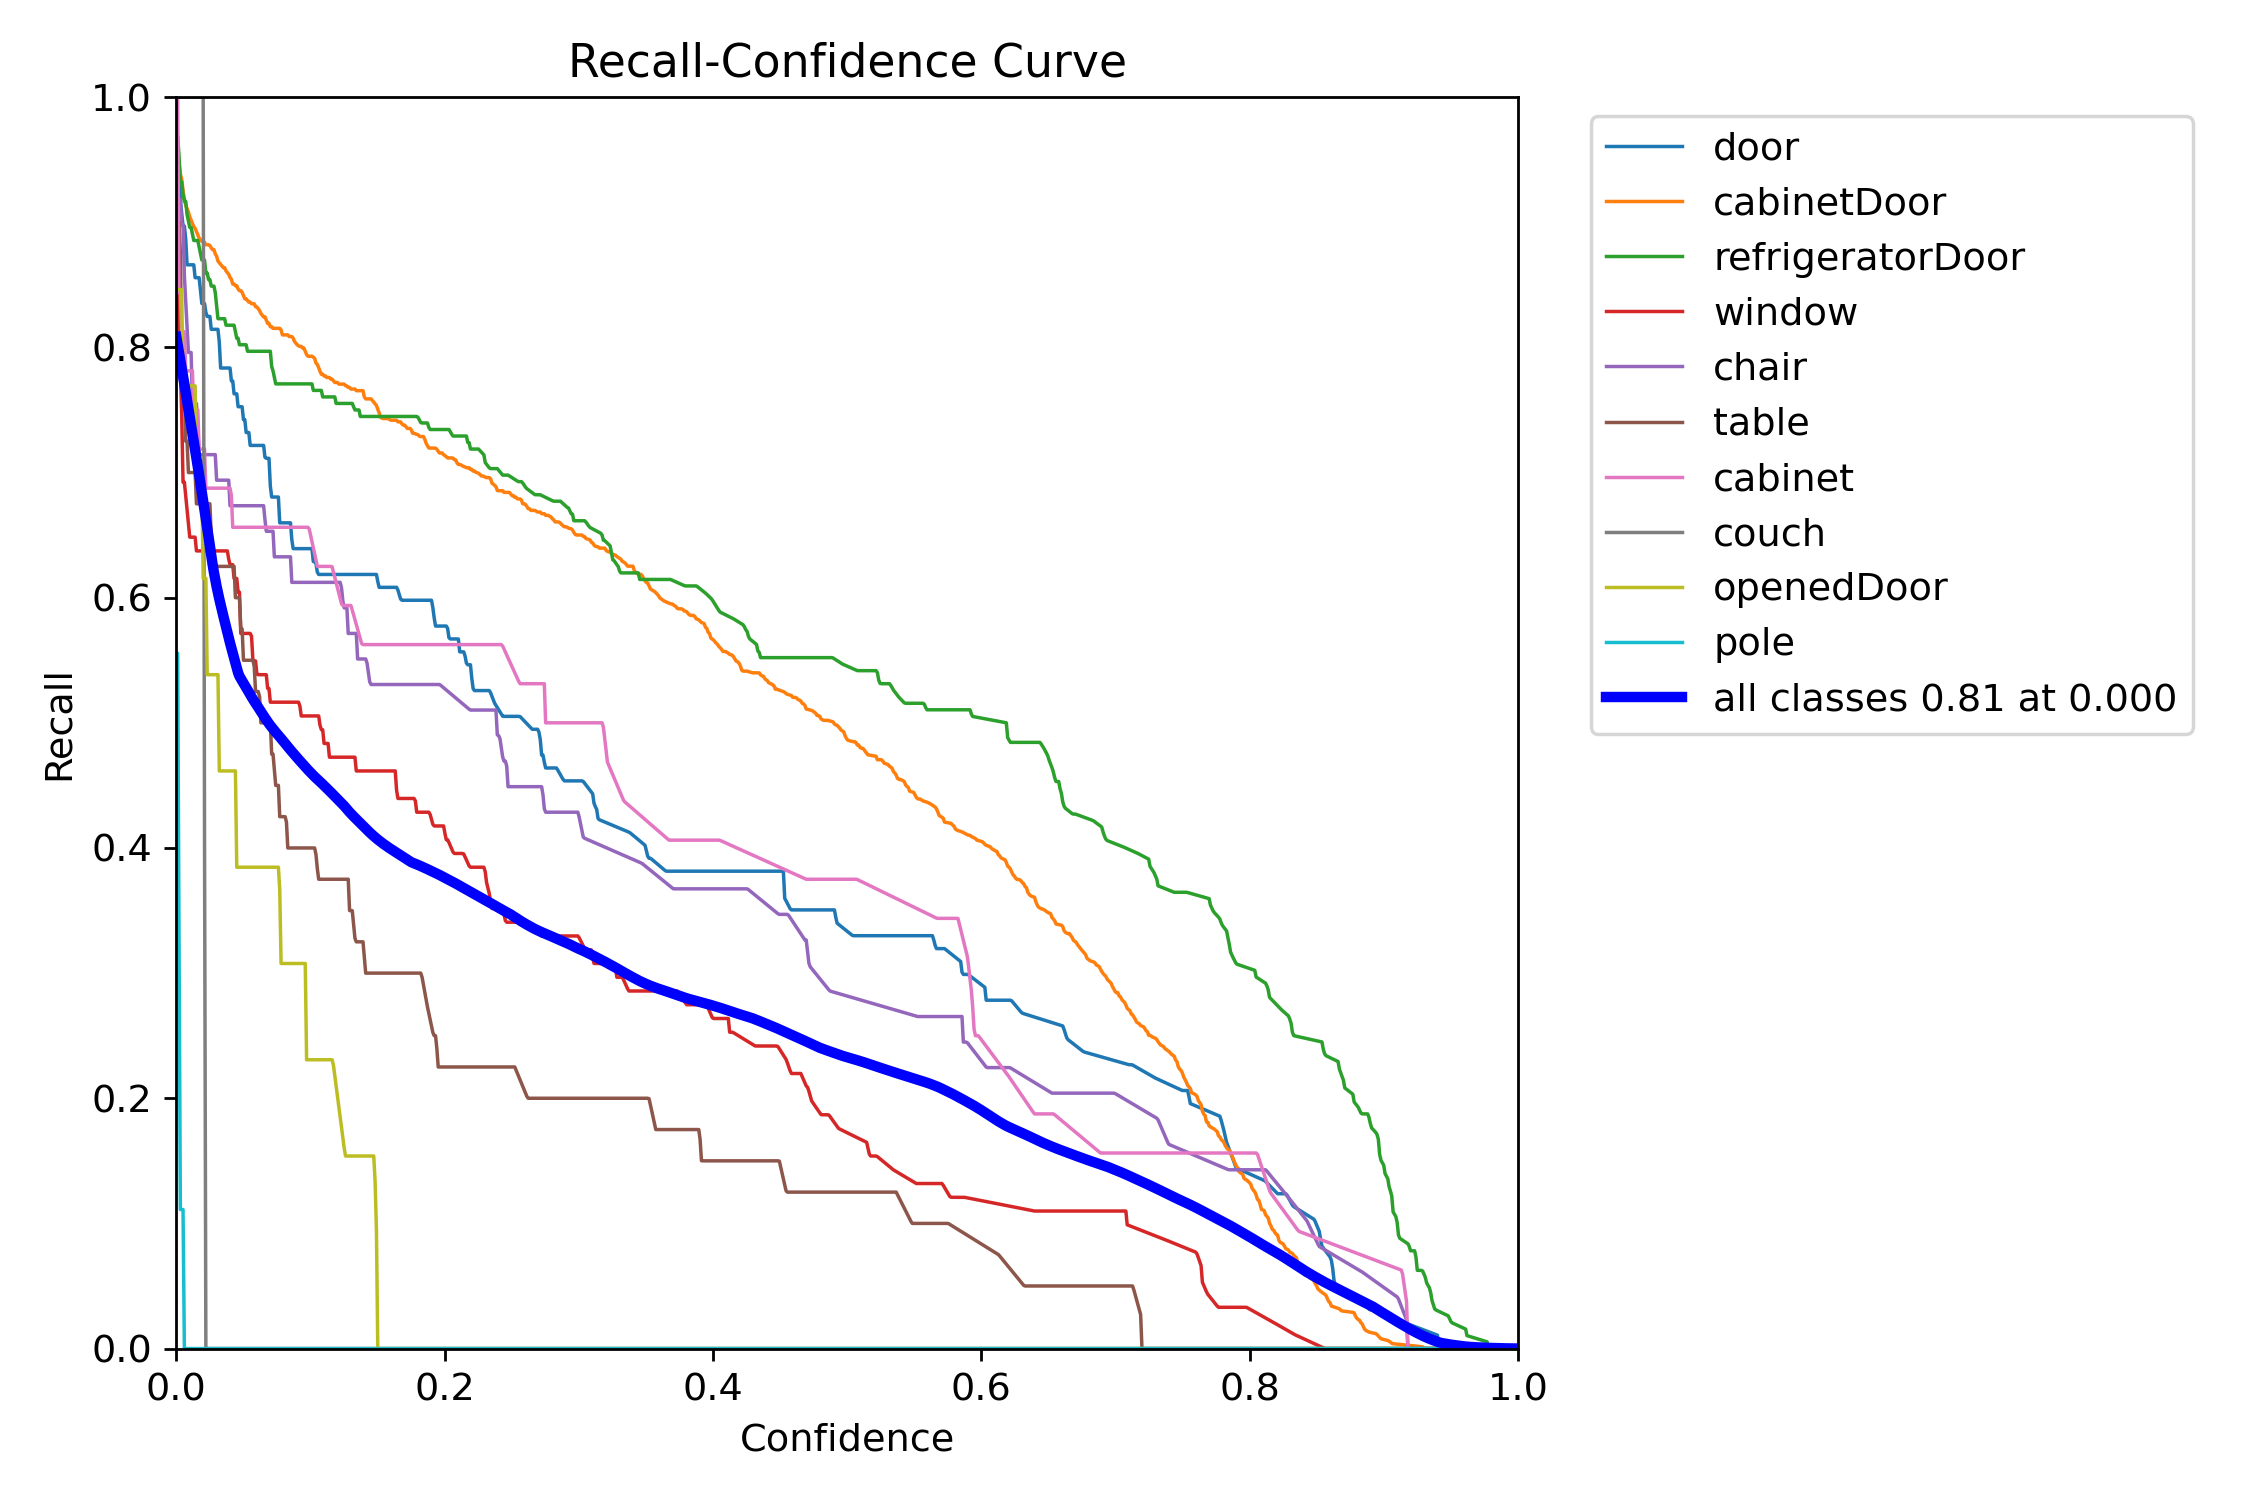 Recall-Confidence Curve
1.0
0.8
0.6
0.4
0.2
0.0
Recall
0.0 0.2 0.4 0.6 0.8 1.0
Confidence
door
cabinetDoor
refrigeratorDoor
window
chair
table
cabinet
couch
openedDoor
pole
all classes 0.81 at 0.000